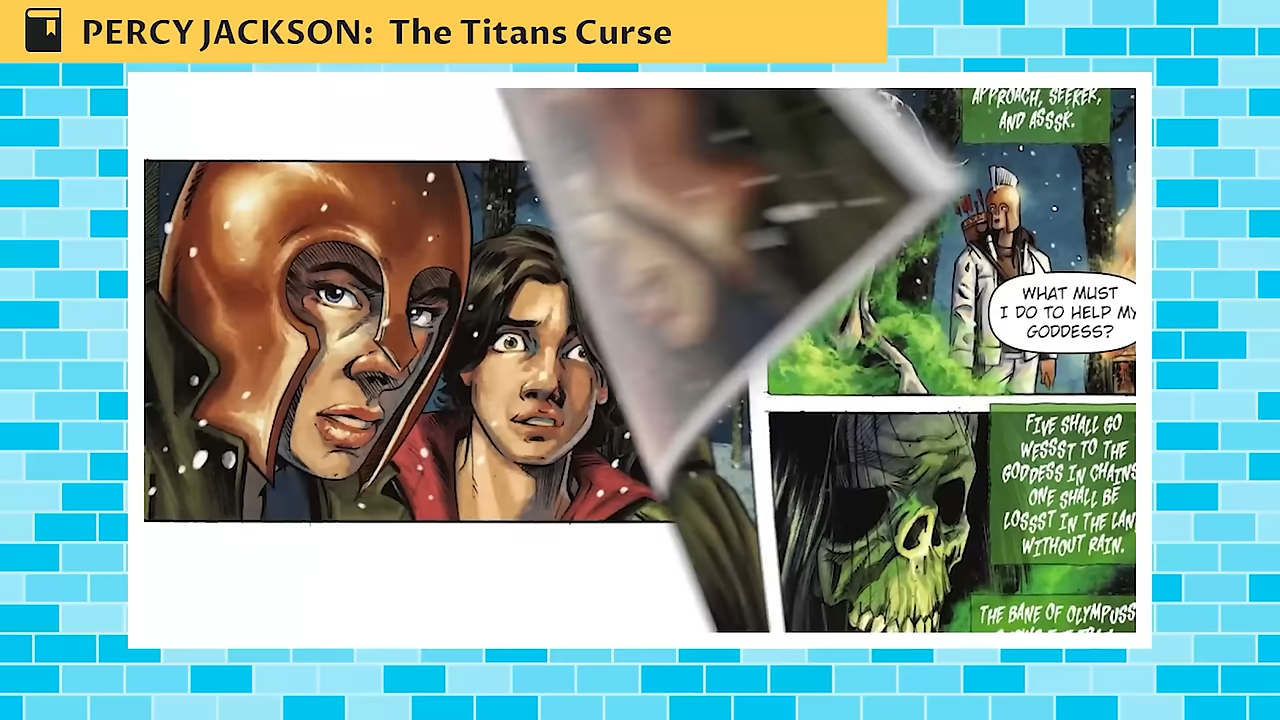 PERCY JACKSON: The Titans Curse
APPROACH, SEEKER,
AND ASSSK.
WHAT MUST
I DO TO HELP MY
GODDESS?
FIVE SHALL GO
WESSST TO THE
GODDESS IN CHAINS
ONE SHALL BE
LOSSST IN THE LAN
WITHOUT RAIN.
THE BANE OF OLYMPUSS